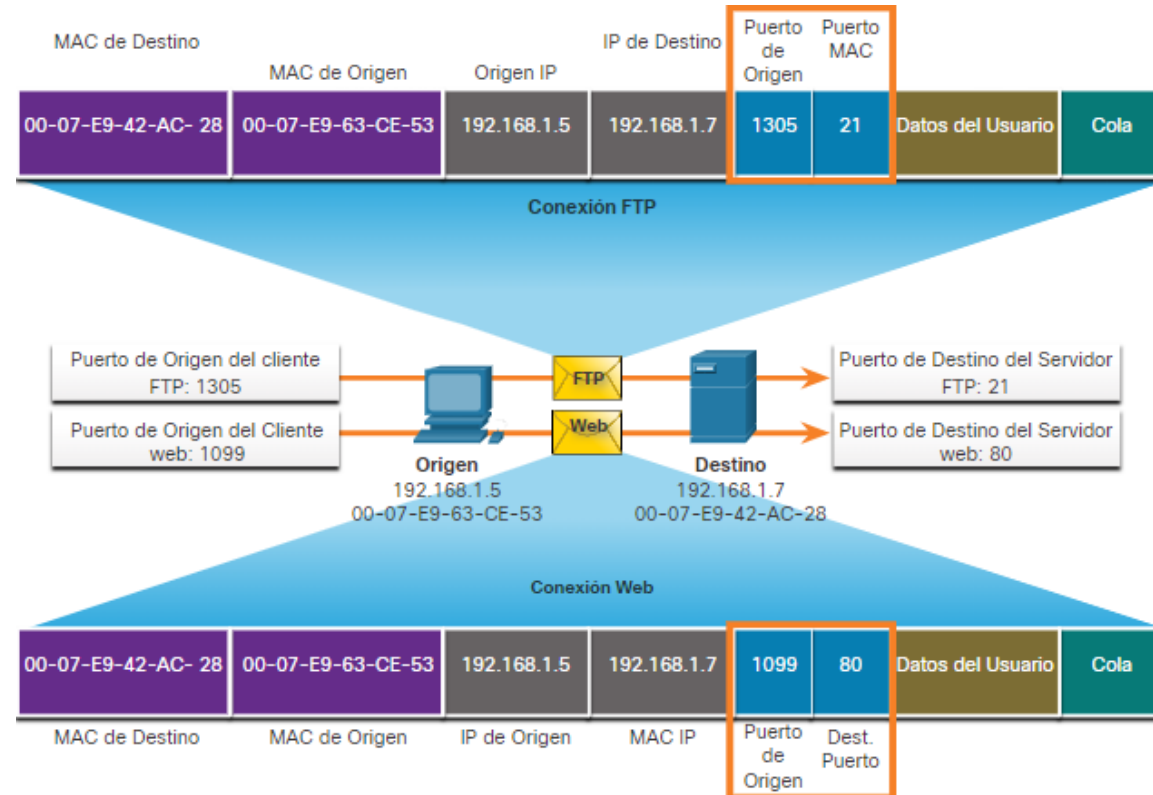 MAC de Destino
MAC de Origen
Origen IP
IP de Destino
Puerto
de
Origen
Puerto
MAC
00-07-E9-42-AC- 28
00-07-E9-63-CE-53
192.168.1.5
192.168.1.7
1305
21
Datos del Usuario
Cola
Conexión FTP
Puerto de Origen del cliente
FTP: 1305
FTP
Puerto de Destino del Servidor
FTP: 21
Puerto de Origen del Cliente
web: 1099
Web
Puerto de Destino del Servidor
web: 80
Origen
192.168.1.5
00-07-E9-63-CE-53
Destino
192.168.1.7
00-07-E9-42-AC-28
Conexión Web
00-07-E9-42-AC- 28
00-07-E9-63-CE-53
192.168.1.5
192.168.1.7
1099
80
Datos del Usuario
Cola
MAC de Destino
MAC de Origen
IP de Origen
MAC IP
Puerto
de
Origen
Dest.
Puerto